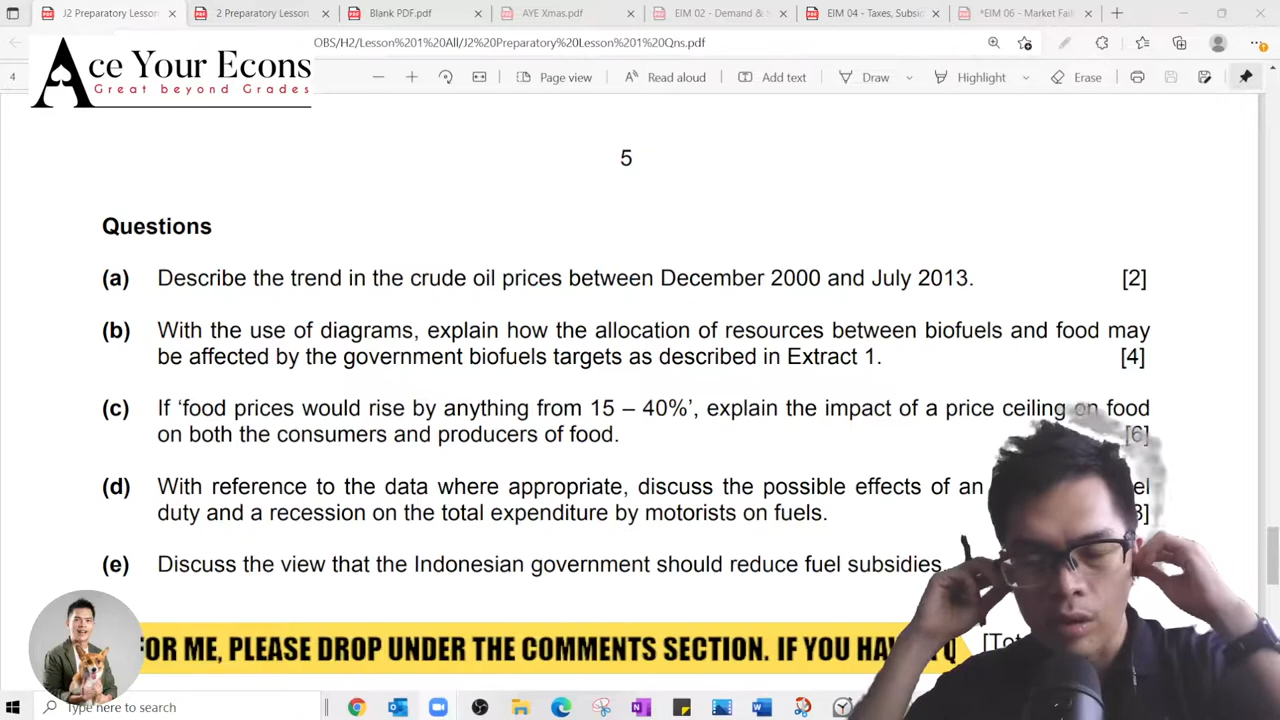 J2 Preparatory Lesson
2 Preparatory Lesson
Blank PDF.pdf
AYE Xmas.pdf
EIM 02 - Demand & S
EIM 04 - Taxes, Subsic
*EIM 06 - Market Fail
OBS/H2/Lesson%201%20All/J2%20Preparatory%20Lesson%201%20Qns.pdf
Ace Your Econs
Great beyond Grades
4
Page view
Read aloud
Add text
Draw
Highlight
Erase
5
Questions
(a) Describe the trend in the crude oil prices between December 2000 and July 2013. [2]
(b) With the use of diagrams, explain how the allocation of resources between biofuels and food may
be affected by the government biofuels targets as described in Extract 1. [4]
(c) If ‘food prices would rise by anything from 15 – 40%’, explain the impact of a price ceiling on food
on both the consumers and producers of food. [6]
(d) With reference to the data where appropriate, discuss the possible effects of an
duty and a recession on the total expenditure by motorists on fuels.
(e) Discuss the view that the Indonesian government should reduce fuel subsidies.
FOR ME, PLEASE DROP UNDER THE COMMENTS SECTION. IF YOU HAV
Type here to search